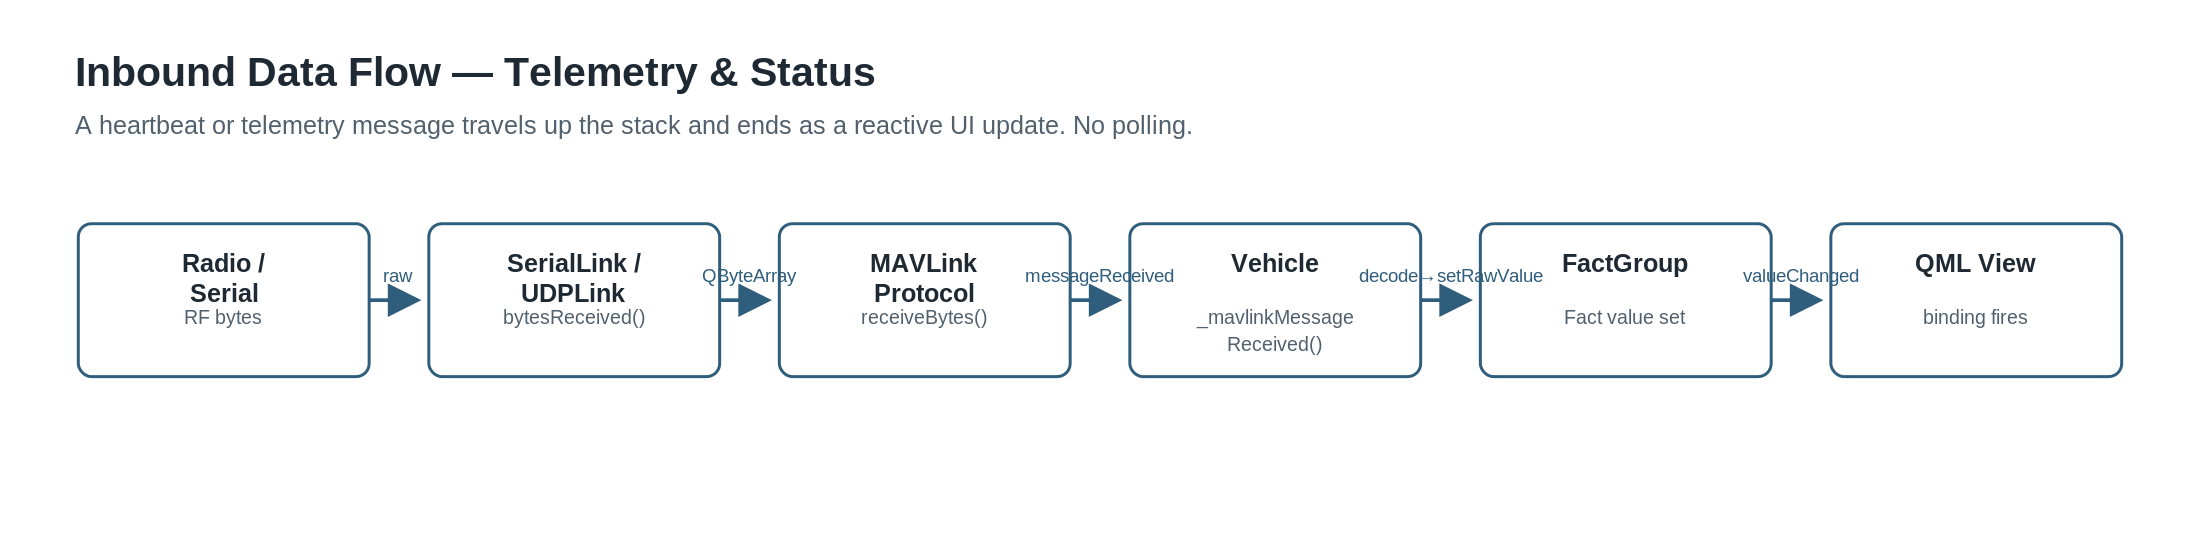 Inbound Data Flow — Telemetry & Status
A heartbeat or telemetry message travels up the stack and ends as a reactive UI update. No polling.
Radio /
Serial
RF bytes
raw
SerialLink /
UDPLink
bytesReceived()
QByteArray
MAVLink
Protocol
receiveBytes()
messageReceived
Vehicle
_mavlinkMessage
Received()
decode→setRawValue
FactGroup
Fact value set
valueChanged
QML View
binding fires